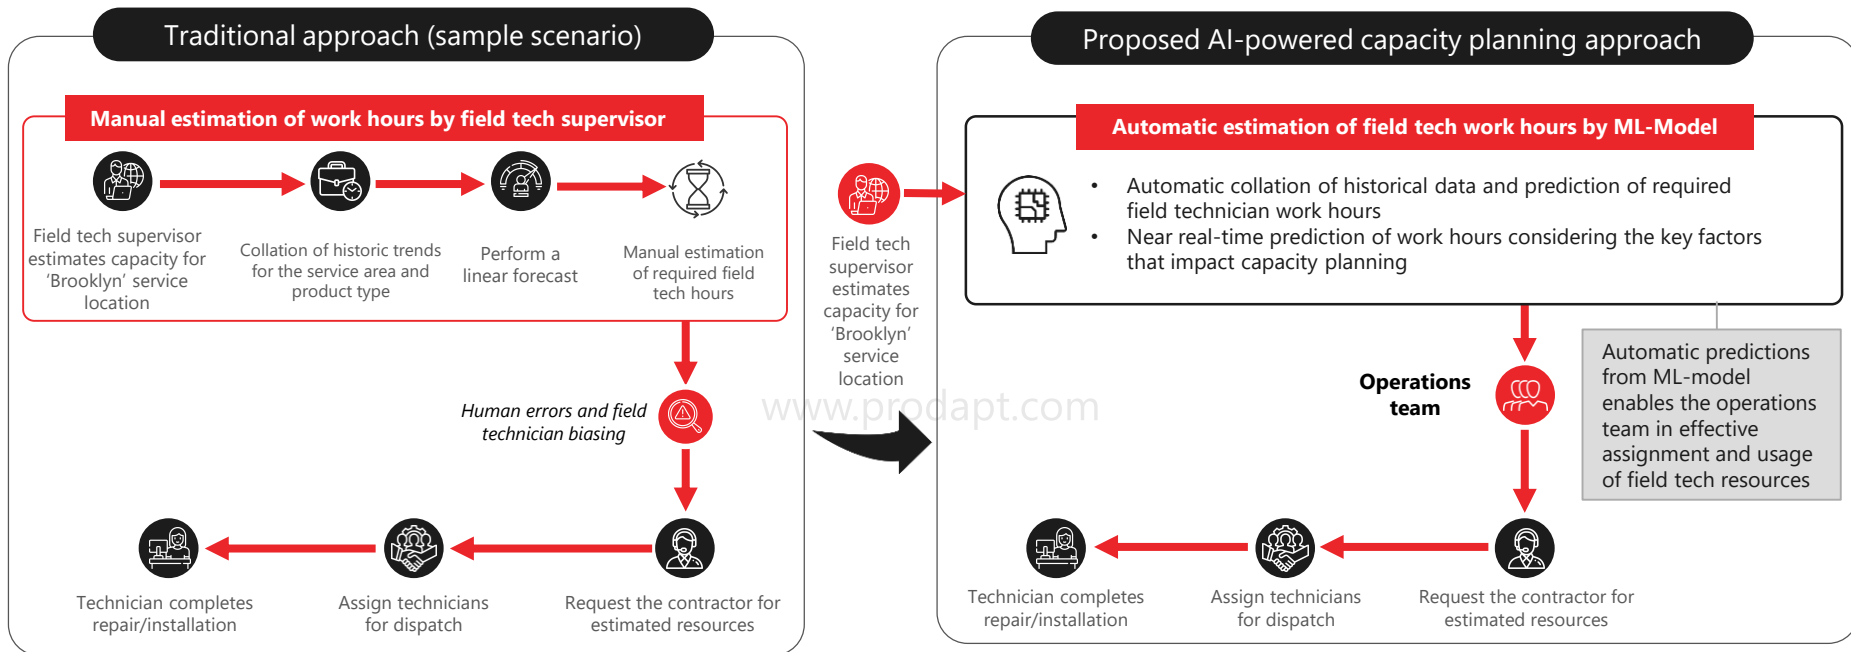 Traditional approach (sample scenario)
Manual estimation of work hours by field tech supervisor
Field tech supervisor
estimates capacity for
‘Brooklyn’ service
location
Collation of historic trends
for the service area and
product type
Perform a
linear forecast
Manual estimation
of required field
tech hours
Human errors and field
technician biasing
Technician completes
repair/installation
Assign technicians
for dispatch
Request the contractor for
estimated resources
Field tech
supervisor
estimates
capacity for
‘Brooklyn’
service
location
www.prodapt.com
Proposed AI-powered capacity planning approach
Automatic estimation of field tech work hours by ML-Model
• Automatic collation of historical data and prediction of required
field technician work hours
• Near real-time prediction of work hours considering the key factors
that impact capacity planning
Operations
team
Automatic predictions
from ML-model
enables the operations
team in effective
assignment and usage
of field tech resources
Technician completes
repair/installation
Assign technicians
for dispatch
Request the contractor for
estimated resources